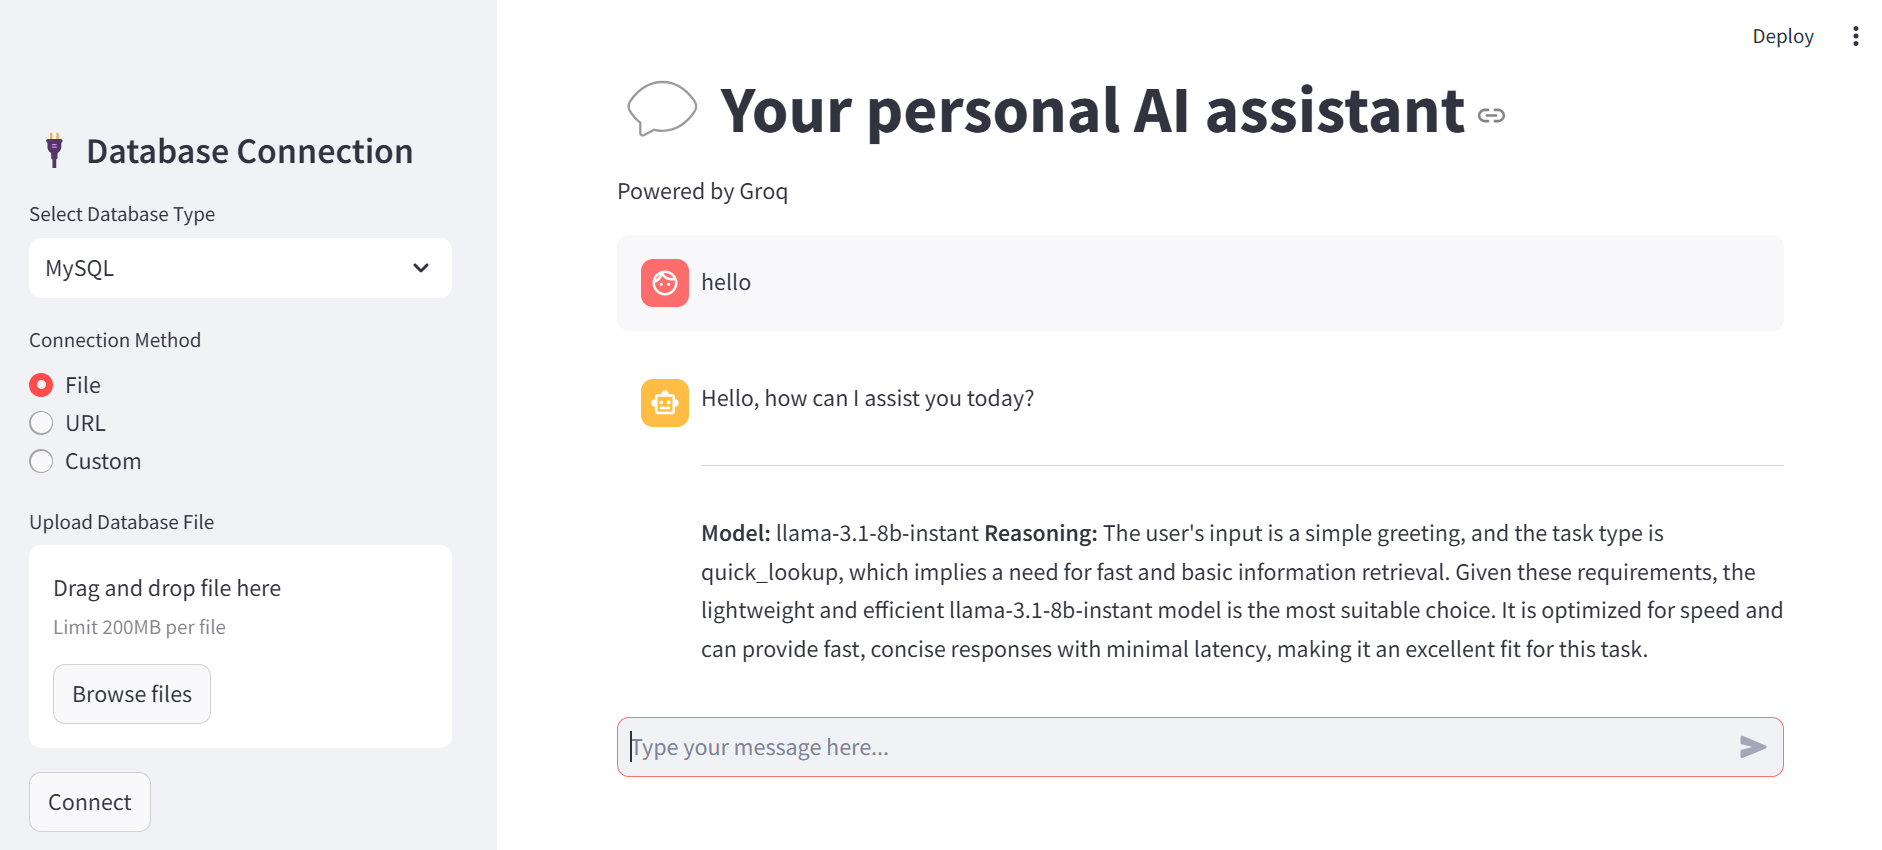 Deploy
Database Connection
Select Database Type
MySQL
Connection Method
File
URL
Custom
Upload Database File
Drag and drop file here
Limit 200MB per file
Browse files
Connect
Your personal AI assistant
Powered by Groq
hello
Hello, how can I assist you today?
Model: llama-3.1-8b-instant Reasoning: The user's input is a simple greeting, and the task type is
quick_lookup, which implies a need for fast and basic information retrieval. Given these requirements, the
lightweight and efficient llama-3.1-8b-instant model is the most suitable choice. It is optimized for speed and
can provide fast, concise responses with minimal latency, making it an excellent fit for this task.
Type your message here...